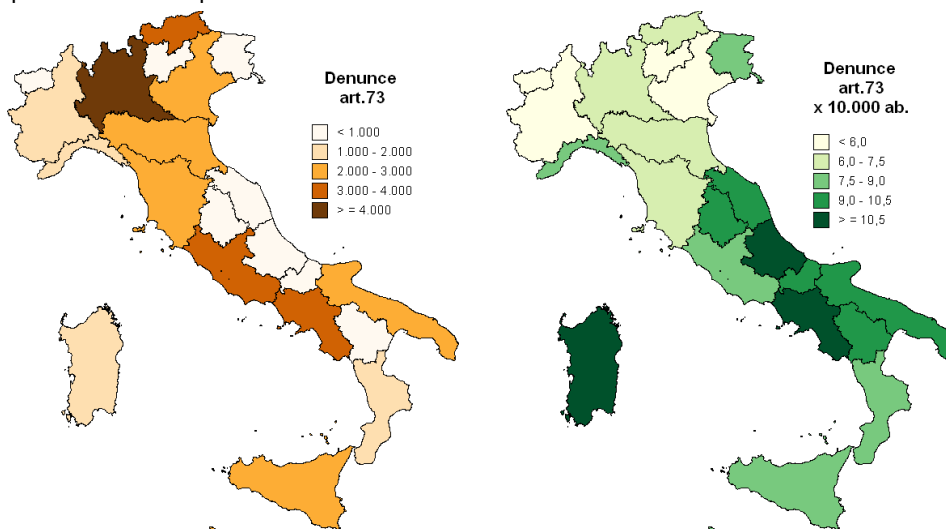 Denunce
art.73
< 1.000
1.000 - 2.000
2.000 - 3.000
3.000 - 4.000
> = 4.000
Denunce
art.73
x 10.000 ab.
< 6,0
6,0 - 7,5
7,5 - 9,0
9,0 - 10,5
> = 10,5